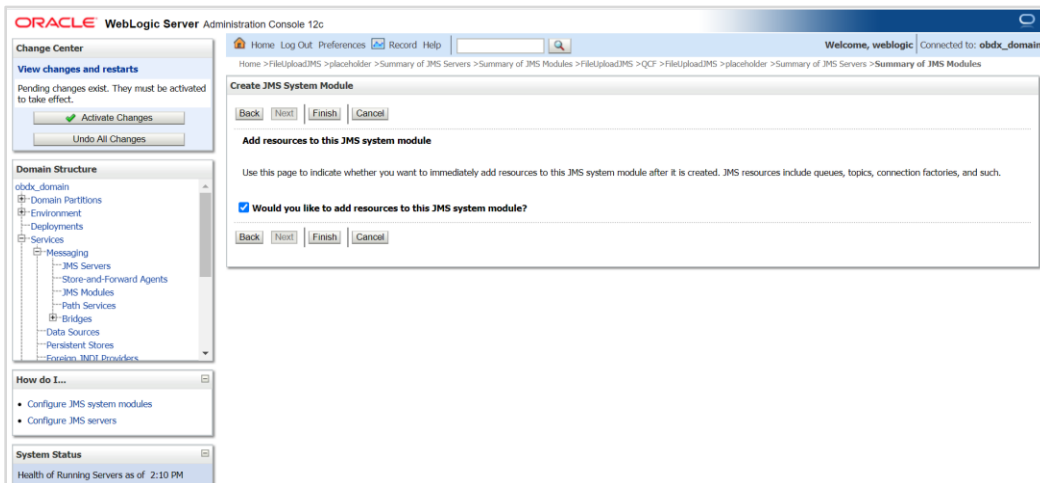 ORACLE WebLogic Server Administration Console 12c
Change Center
View changes and restarts
Pending changes exist. They must be activated
to take effect.
Activate Changes
Undo All Changes
Domain Structure
obdx_domain
Domain Partitions
Environment
Deployments
Services
Messaging
JMS Servers
Store-and-Forward Agents
JMS Modules
Path Services
Bridges
Data Sources
Persistent Stores
Foreign JNDI Providers
How do I...
Configure JMS system modules
Configure JMS servers
System Status
Health of Running Servers as of 2:10 PM
Home Log Out Preferences Record Help
Welcome, weblogic Connected to: obdx_domain
Home >FileUploadJMS >placeholder >Summary of JMS Servers >Summary of JMS Modules >FileUploadJMS >QCF >FileUploadJMS >placeholder >Summary of JMS Servers >Summary of JMS Modules
Create JMS System Module
Back Next Finish Cancel
Add resources to this JMS system module
Use this page to indicate whether you want to immediately add resources to this JMS system module after it is created. JMS resources include queues, topics, connection factories, and such.
Would you like to add resources to this JMS system module?
Back Next Finish Cancel